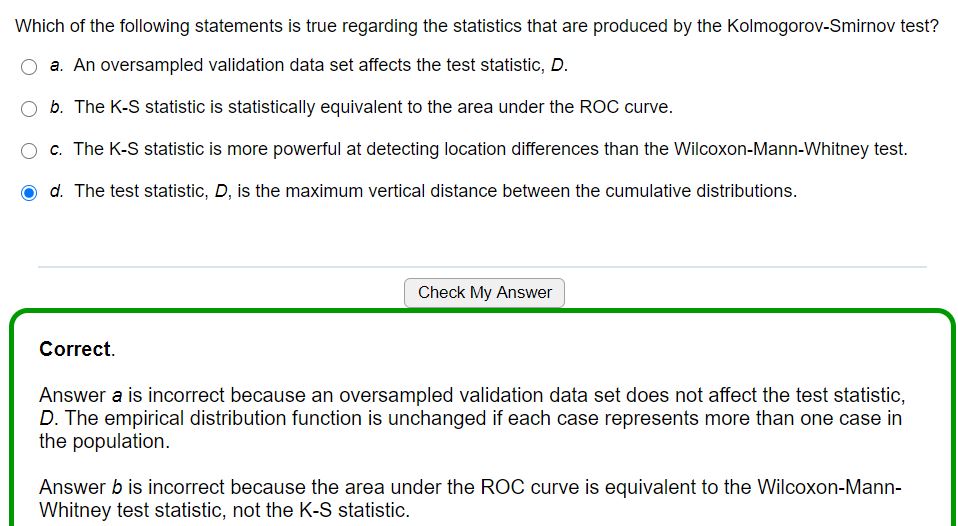 Which of the following statements is true regarding the statistics that are produced by the Kolmogorov-Smirnov test?
a. An oversampled validation data set affects the test statistic, D.
b. The K-S statistic is statistically equivalent to the area under the ROC curve.
c. The K-S statistic is more powerful at detecting location differences than the Wilcoxon-Mann-Whitney test.
d. The test statistic, D, is the maximum vertical distance between the cumulative distributions.
Check My Answer
Correct.
Answer a is incorrect because an oversampled validation data set does not affect the test statistic,
D. The empirical distribution function is unchanged if each case represents more than one case in
the population.
Answer b is incorrect because the area under the ROC curve is equivalent to the Wilcoxon-Mann-
Whitney test statistic, not the K-S statistic.